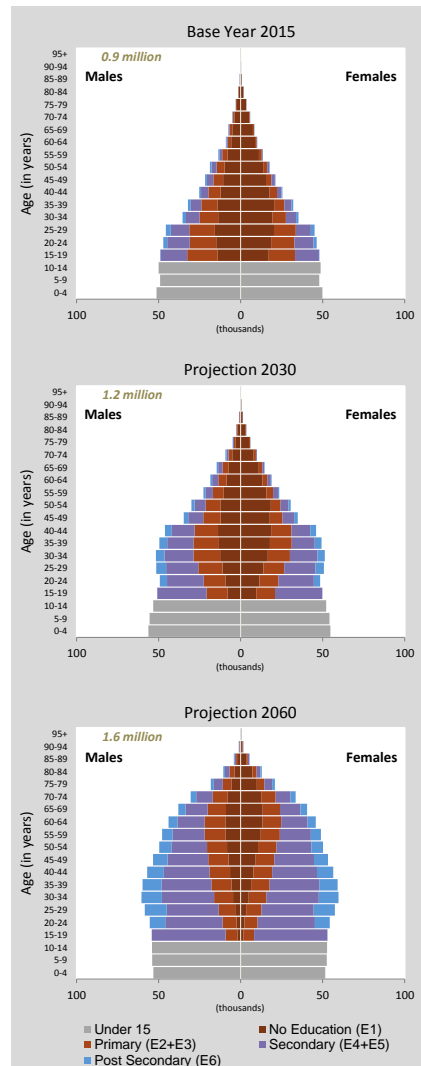 Base Year 2015
0.9 million
Males
Females
Age (in years)
95+
90-94
85-89
80-84
75-79
70-74
65-69
60-64
55-59
50-54
45-49
40-44
35-39
30-34
25-29
20-24
15-19
10-14
5-9
0-4
100 50 0 50 100
(thousands)
Projection 2030
1.2 million
Males
Females
Age (in years)
95+
90-94
85-89
80-84
75-79
70-74
65-69
60-64
55-59
50-54
45-49
40-44
35-39
30-34
25-29
20-24
15-19
10-14
5-9
0-4
100 50 0 50 100
(thousands)
Projection 2060
1.6 million
Males
Females
Age (in years)
95+
90-94
85-89
80-84
75-79
70-74
65-69
60-64
55-59
50-54
45-49
40-44
35-39
30-34
25-29
20-24
15-19
10-14
5-9
0-4
100 50 0 50 100
(thousands)
Under 15
No Education (E1)
Primary (E2+E3)
Secondary (E4+E5)
Post Secondary (E6)